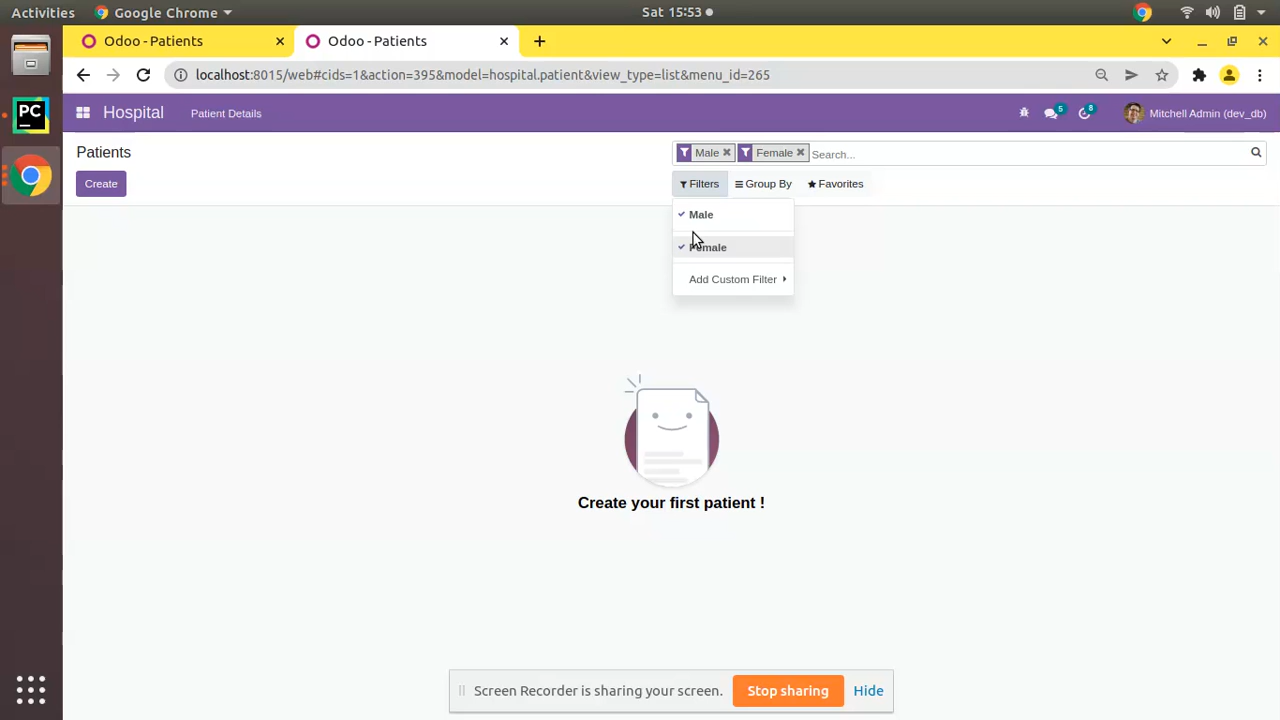 Activities Google Chrome Sat 15:53
Odoo - Patients Odoo - Patients
localhost:8015/web#cids=1&action=395&model=hospital.patient&view_type=list&menu_id=265
Hospital Patient Details 5 8 Mitchell Admin (dev_db)
Patients Male Female Search...
Create Filters Group By Favorites
Male
Female
Add Custom Filter
Create your first patient !
Screen Recorder is sharing your screen. Stop sharing Hide
PC